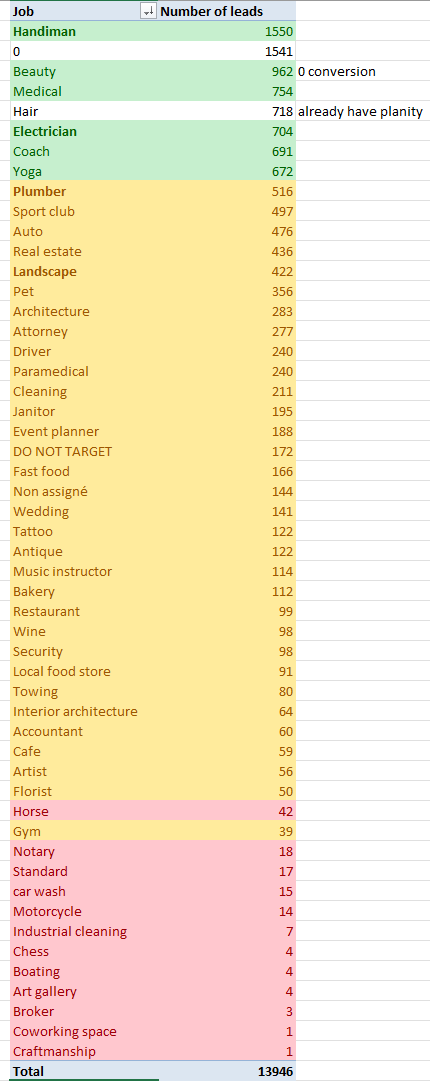 Job Number of leads
Handiman 1550
0 1541
Beauty 962 0 conversion
Medical 754
Hair 718 already have planity
Electrician 704
Coach 691
Yoga 672
Plumber 516
Sport club 497
Auto 476
Real estate 436
Landscape 422
Pet 356
Architecture 283
Attorney 277
Driver 240
Paramedical 240
Cleaning 211
Janitor 195
Event planner 188
DO NOT TARGET 172
Fast food 166
Non assigné 144
Wedding 141
Tattoo 122
Antique 122
Music instructor 114
Bakery 112
Restaurant 99
Wine 98
Security 98
Local food store 91
Towing 80
Interior architecture 64
Accountant 60
Cafe 59
Artist 56
Florist 50
Horse 42
Gym 39
Notary 18
Standard 17
car wash 15
Motorcycle 14
Industrial cleaning 7
Chess 4
Boating 4
Art gallery 4
Broker 3
Coworking space 1
Craftmanship 1
Total 13946